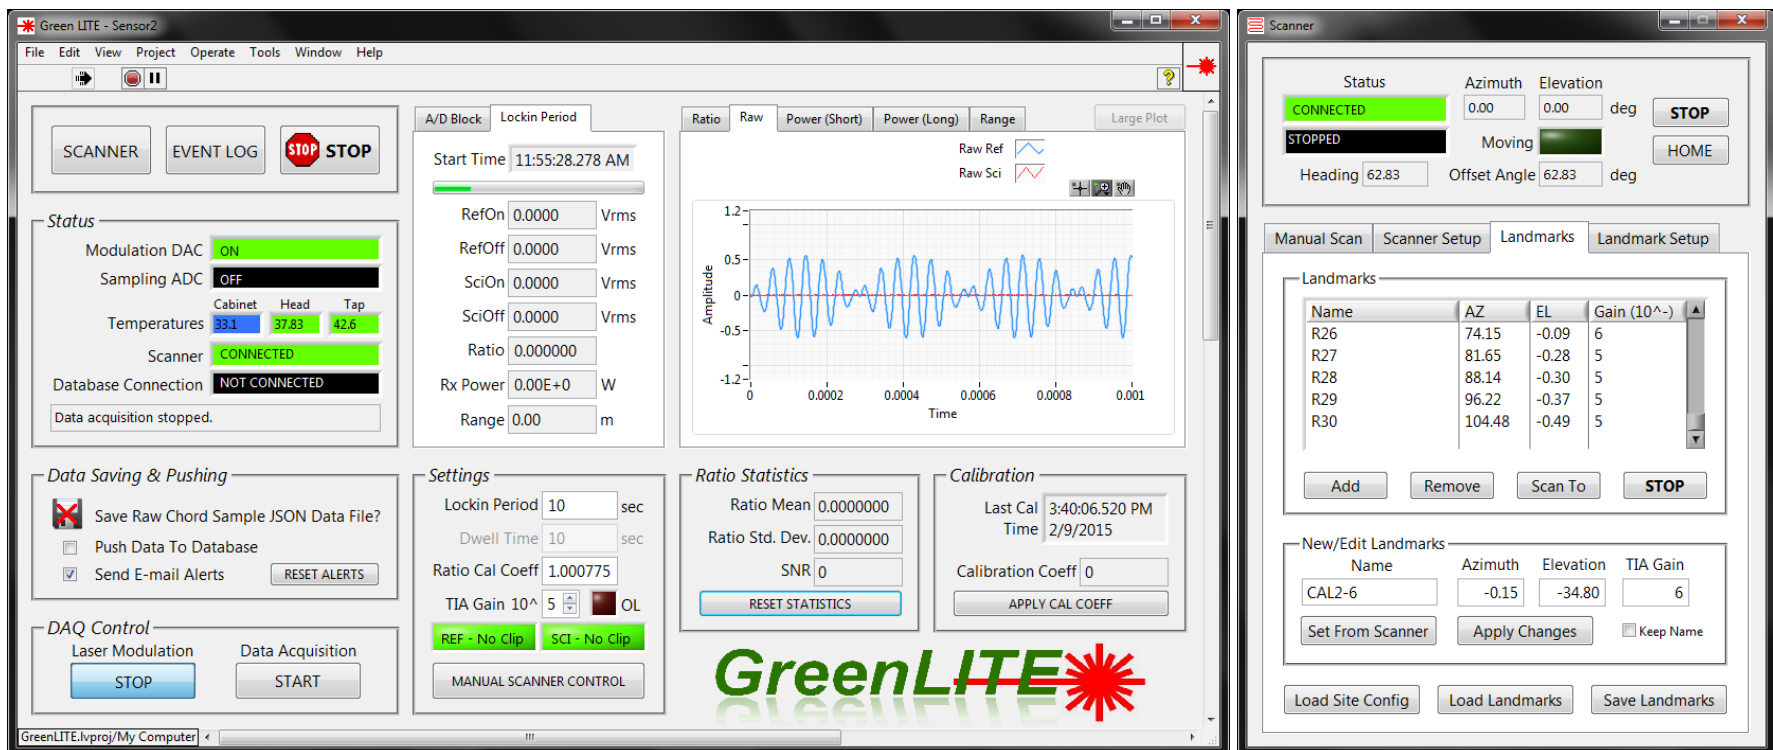 Green LITE - Sensor2
File Edit View Project Operate Tools Window Help
SCANNER EVENT LOG STOP STOP
Status
Modulation DAC ON
Sampling ADC OFF
Cabinet Head Tap
Temperatures 33.1 37.83 42.6
Scanner CONNECTED
Database Connection NOT CONNECTED
Data acquisition stopped.
Data Saving & Pushing
Save Raw Chord Sample JSON Data File?
Push Data To Database
Send E-mail Alerts RESET ALERTS
DAQ Control
Laser Modulation Data Acquisition
STOP START
A/D Block Lockin Period
Start Time 11:55:28.278 AM
RefOn 0.0000 Vrms
RefOff 0.0000 Vrms
SciOn 0.0000 Vrms
SciOff 0.0000 Vrms
Ratio 0.000000
Rx Power 0.00E+0 W
Range 0.00 m
Settings
Lockin Period 10 sec
Dwell Time 10 sec
Ratio Cal Coeff 1.000775
TIA Gain 10^ 5 OL
REF - No Clip SCI - No Clip
MANUAL SCANNER CONTROL
Ratio Raw Power (Short) Power (Long) Range Large Plot
Raw Ref
Raw Sci
1.2
0.5
0
-0.5
-1.2
Amplitude
0 0.0002 0.0004 0.0006 0.0008 0.001
Time
Ratio Statistics
Ratio Mean 0.0000000
Ratio Std. Dev. 0.0000000
SNR 0
RESET STATISTICS
Calibration
Last Cal 3:40:06.520 PM
Time 2/9/2015
Calibration Coeff 0
APPLY CAL COEFF
GreenLITE
GreenLITE.lvproj/My Computer
Scanner
Status Azimuth Elevation
CONNECTED 0.00 0.00 deg STOP
STOPPED Moving HOME
Heading 62.83 Offset Angle 62.83 deg
Manual Scan Scanner Setup Landmarks Landmark Setup
Landmarks
Name AZ EL Gain (10^-)
R26 74.15 -0.09 6
R27 81.65 -0.28 5
R28 88.14 -0.30 5
R29 96.22 -0.37 5
R30 104.48 -0.49 5
Add Remove Scan To STOP
New/Edit Landmarks
Name Azimuth Elevation TIA Gain
CAL2-6 -0.15 -34.80 6
Set From Scanner Apply Changes Keep Name
Load Site Config Load Landmarks Save Landmarks